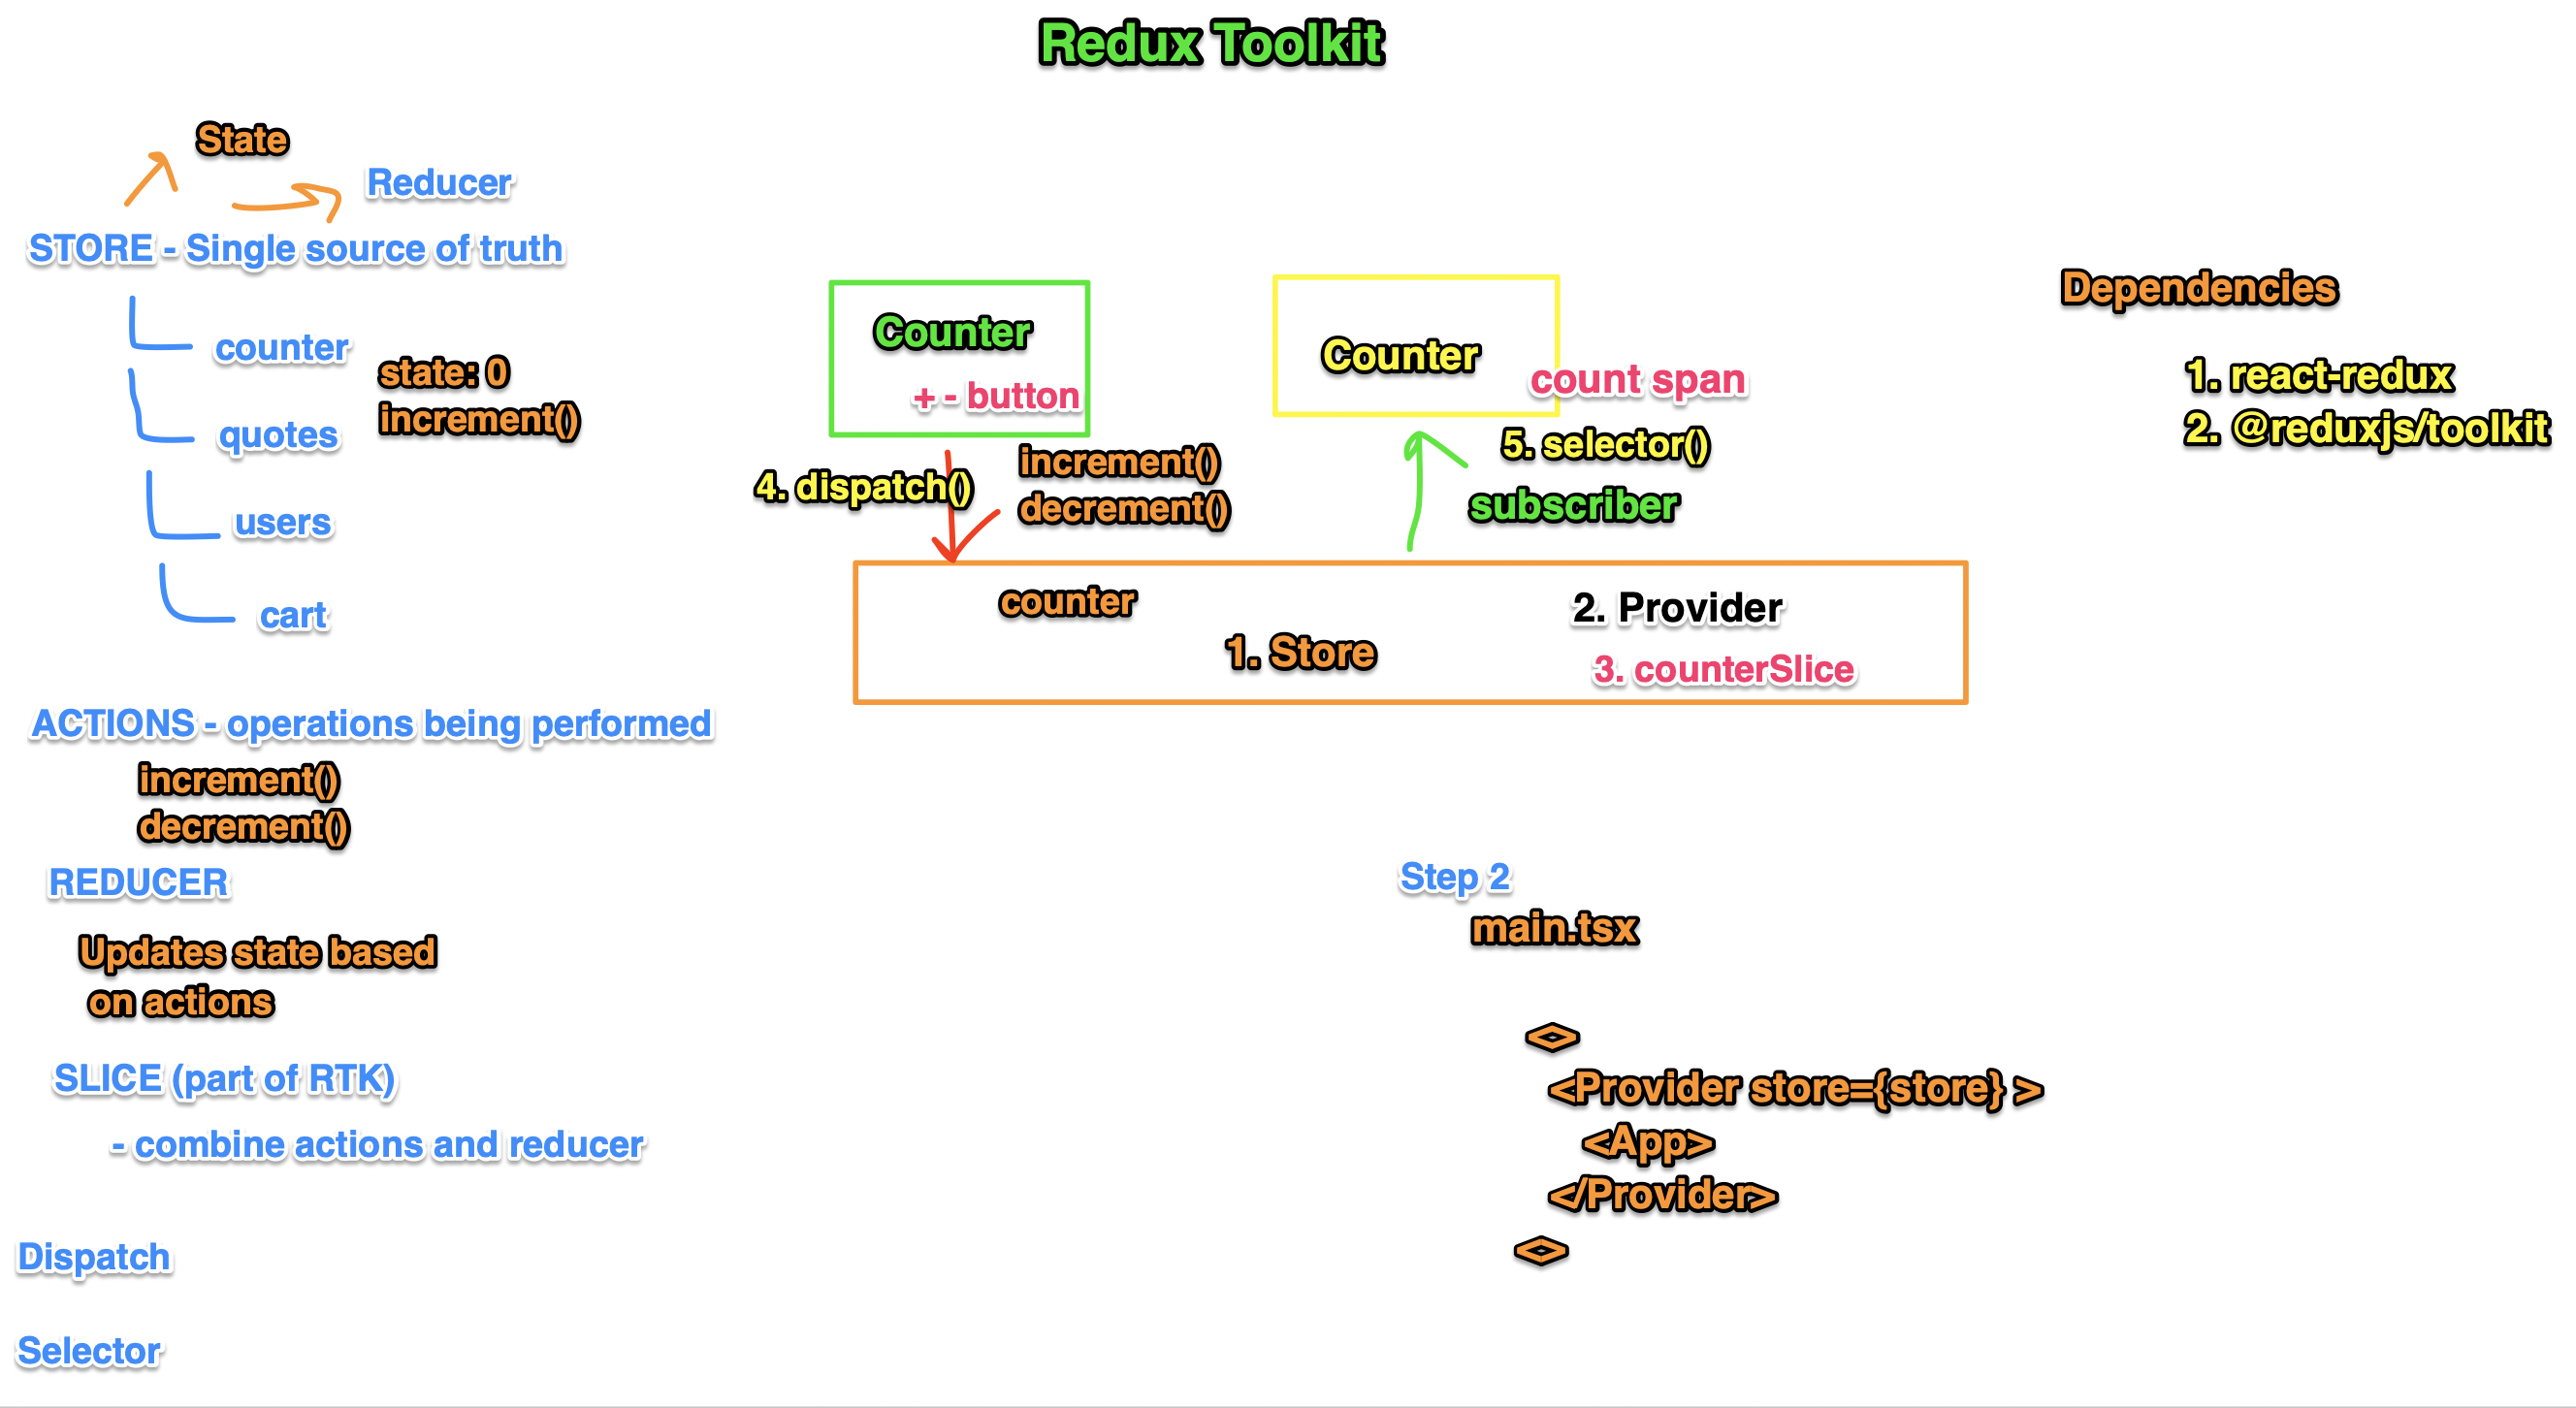 Redux Toolkit
State
Reducer
STORE - Single source of truth
counter
state: 0
increment()
quotes
users
cart
ACTIONS - operations being performed
increment()
decrement()
REDUCER
Updates state based
on actions
SLICE (part of RTK)
- combine actions and reducer
Dispatch
Selector
Counter
+ - button
4. dispatch()
increment()
decrement()
Counter
count span
5. selector()
subscriber
counter
1. Store
2. Provider
3. counterSlice
Step 2
main.tsx
<>
<Provider store={store} >
<App>
</Provider>
<>
Dependencies
1. react-redux
2. @reduxjs/toolkit